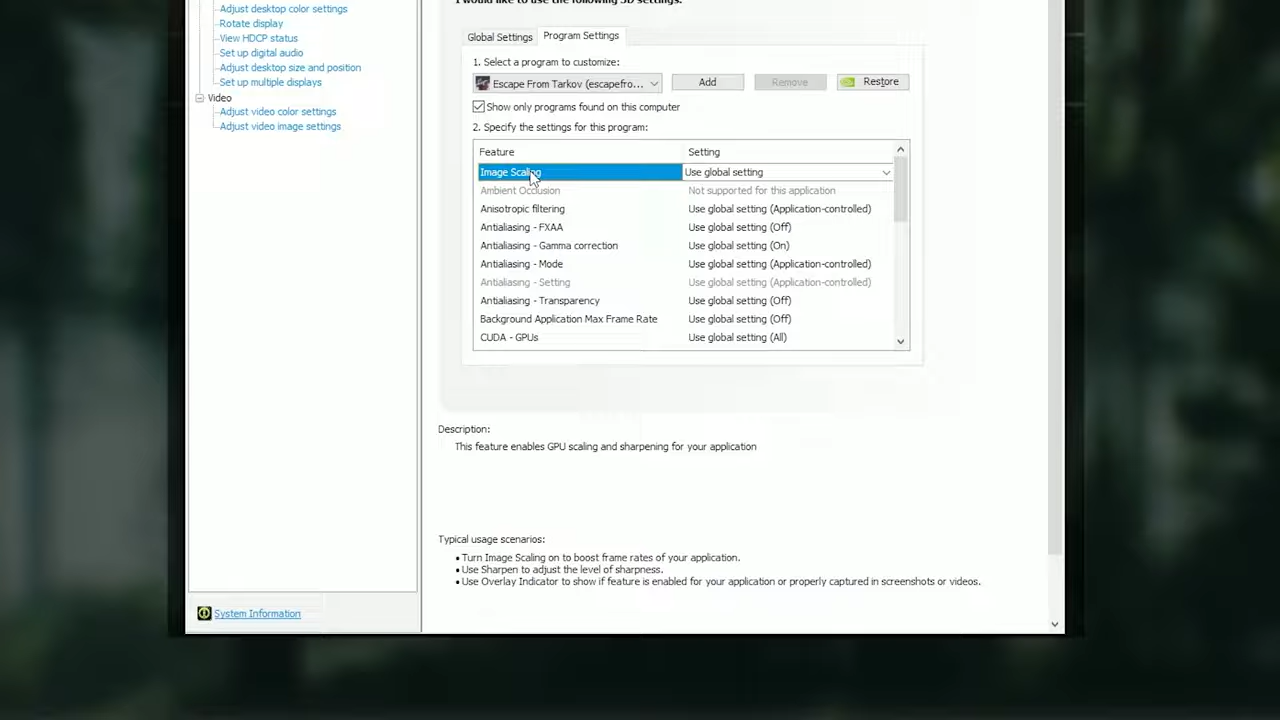 Adjust desktop color settings
Rotate display
View HDCP status
Set up digital audio
Adjust desktop size and position
Set up multiple displays
Video
Adjust video color settings
Adjust video image settings
System Information
I would like to use the following 3D settings:
Global Settings
Program Settings
1. Select a program to customize:
Escape From Tarkov (escapefro...
Add
Remove
Restore
Show only programs found on this computer
2. Specify the settings for this program:
Feature Setting
Image Scaling Use global setting
Ambient Occlusion Not supported for this application
Anisotropic filtering Use global setting (Application-controlled)
Antialiasing - FXAA Use global setting (Off)
Antialiasing - Gamma correction Use global setting (On)
Antialiasing - Mode Use global setting (Application-controlled)
Antialiasing - Setting Use global setting (Application-controlled)
Antialiasing - Transparency Use global setting (Off)
Background Application Max Frame Rate Use global setting (Off)
CUDA - GPUs Use global setting (All)
Description:
This feature enables GPU scaling and sharpening for your application
Typical usage scenarios:
• Turn Image Scaling on to boost frame rates of your application.
• Use Sharpen to adjust the level of sharpness.
• Use Overlay Indicator to show if feature is enabled for your application or properly captured in screenshots or videos.